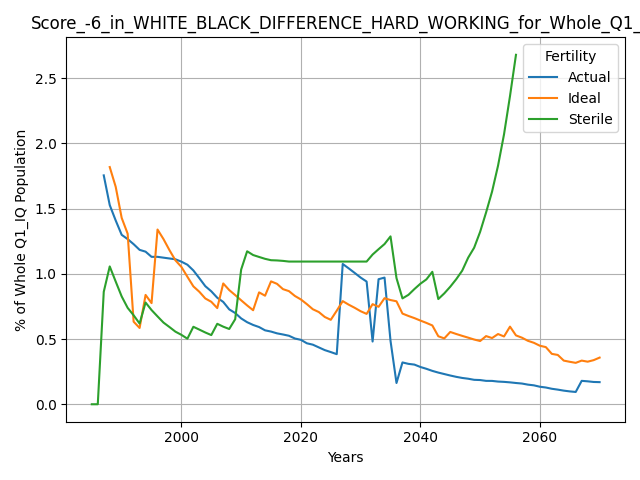 Score_-6_in_WHITE_BLACK_DIFFERENCE_HARD_WORKING_for_Whole_Q1_
Fertility
Actual
Ideal
Sterile
% of Whole Q1_IQ Population
2.5
2.0
1.5
1.0
0.5
0.0
2000
2020
2040
2060
Years